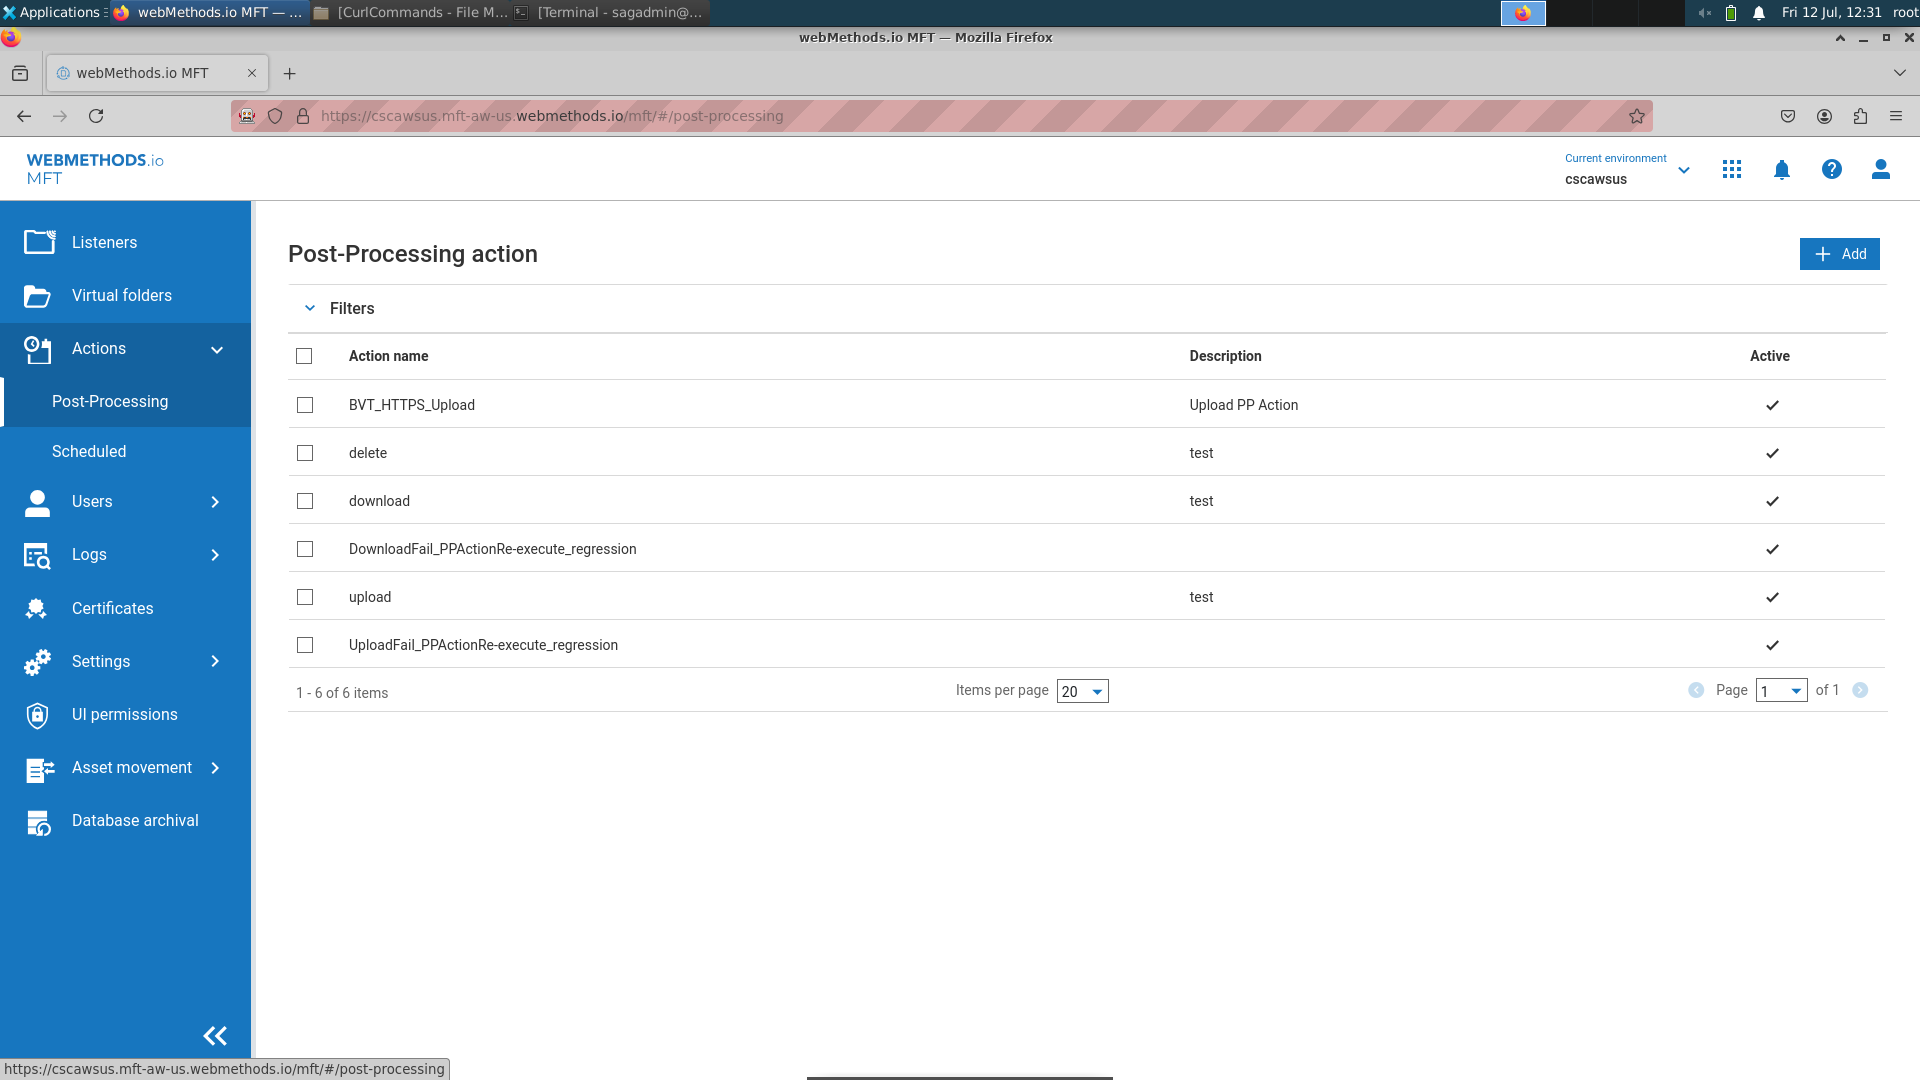 Applications
webMethods.io MFT — ...
[CurlCommands - File M...
[Terminal - sagadmin@...
Fri 12 Jul, 12:31
root
webMethods.io MFT — Mozilla Firefox
webMethods.io MFT
https://cscawsus.mft-aw-us.webmethods.io/mft/#/post-processing
WEBMETHODS.io
MFT
Current environment
cscawsus
Listeners
Virtual folders
Actions
Post-Processing
Scheduled
Users
Logs
Certificates
Settings
UI permissions
Asset movement
Database archival
Post-Processing action
Add
Filters
Action name Description Active
BVT_HTTPS_Upload Upload PP Action
delete test
download test
DownloadFail_PPActionRe-execute_regression
upload test
UploadFail_PPActionRe-execute_regression
1 - 6 of 6 items Items per page 20 Page 1 of 1
https://cscawsus.mft-aw-us.webmethods.io/mft/#/post-processing